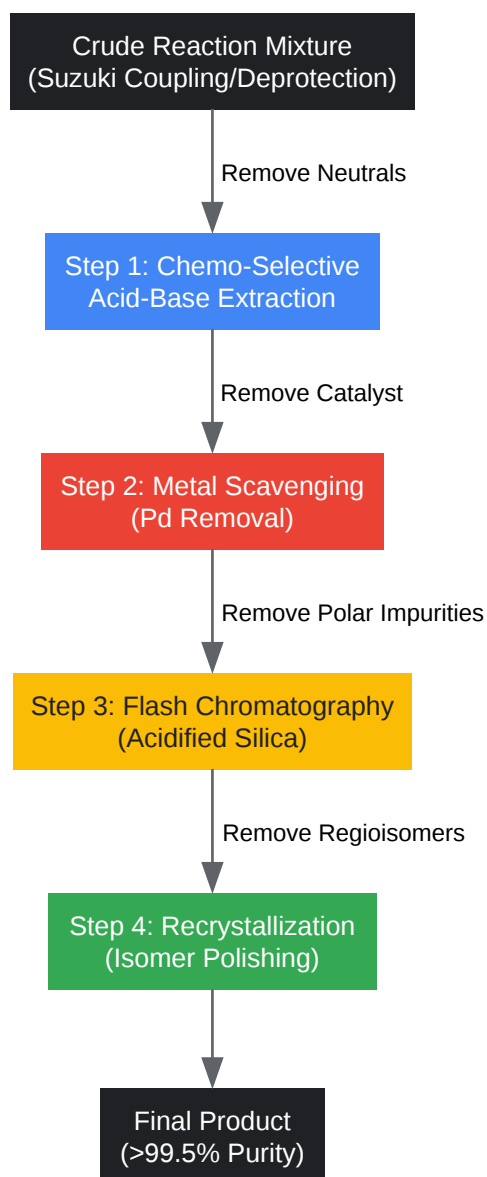 Crude Reaction Mixture
(Suzuki Coupling/Deprotection)
Remove Neutrals
Step 1: Chemo-Selective
Acid-Base Extraction
Remove Catalyst
Step 2: Metal Scavenging
(Pd Removal)
Remove Polar Impurities
Step 3: Flash Chromatography
(Acidified Silica)
Remove Regioisomers
Step 4: Recrystallization
(Isomer Polishing)
Final Product
(>99.5% Purity)